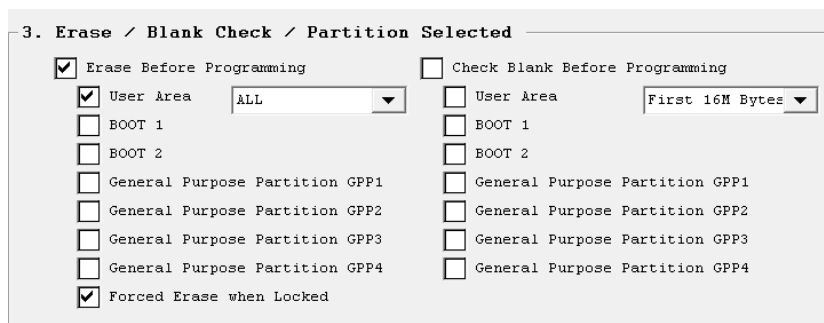 3. Erase / Blank Check / Partition Selected
Erase Before Programming
User Area ALL
BOOT 1
BOOT 2
General Purpose Partition GPP1
General Purpose Partition GPP2
General Purpose Partition GPP3
General Purpose Partition GPP4
Forced Erase when Locked
Check Blank Before Programming
User Area First 16M Bytes
BOOT 1
BOOT 2
General Purpose Partition GPP1
General Purpose Partition GPP2
General Purpose Partition GPP3
General Purpose Partition GPP4